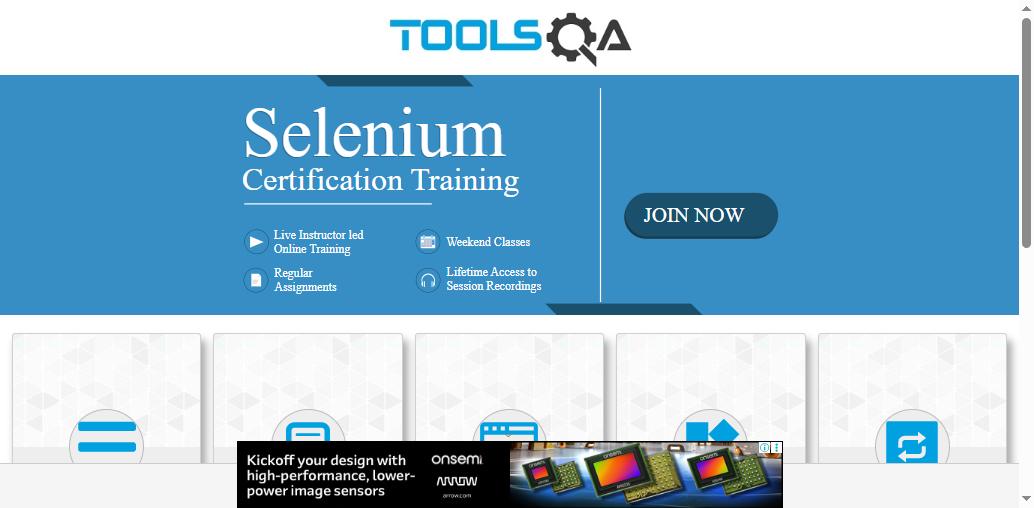 TOOLSQA
Selenium
Certification Training
JOIN NOW
Live Instructor led
Online Training
Weekend Classes
Regular
Assignments
Lifetime Access to
Session Recordings
Kickoff your design with
high-performance, lower-
power image sensors
onsemi
ARROW
arrow.com
onsemi